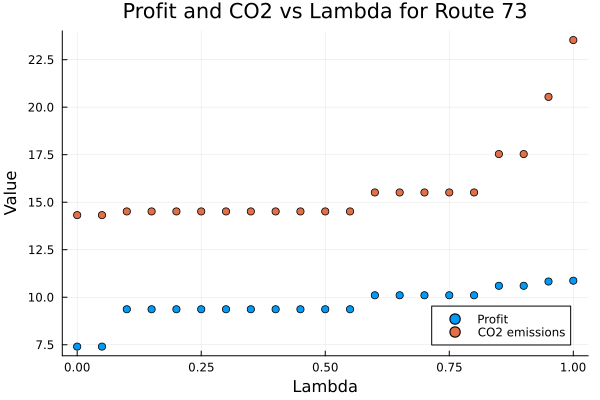 Profit and CO2 vs Lambda for Route 73
Value
22.5
20.0
17.5
15.0
12.5
10.0
7.5
Profit
CO2 emissions
0.00 0.25 0.50 0.75 1.00
Lambda